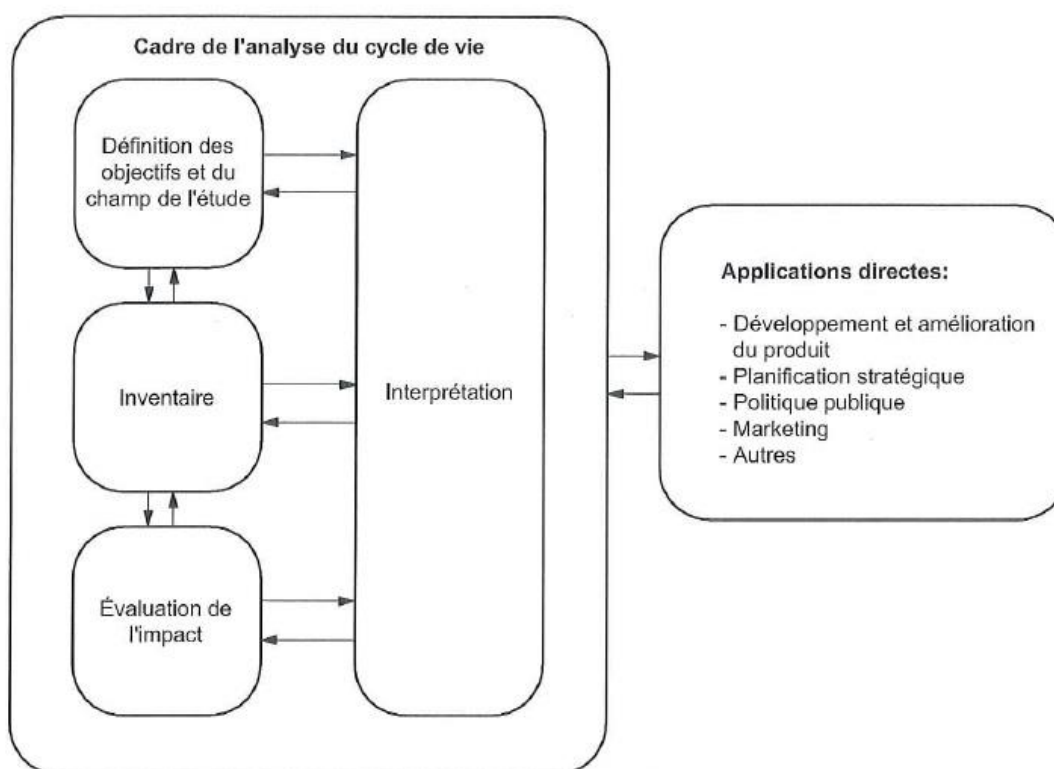 Cadre de l'analyse du cycle de vie
Définition des
objectifs et du
champ de l'étude
Inventaire
Évaluation de
l'impact
Interprétation
Applications directes:
- Développement et amélioration
du produit
- Planification stratégique
- Politique publique
- Marketing
- Autres